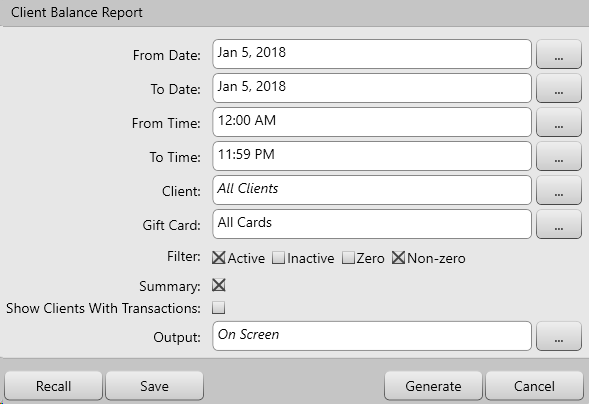 Client Balance Report
From Date: Jan 5, 2018 ...
To Date: Jan 5, 2018 ...
From Time: 12:00 AM ...
To Time: 11:59 PM ...
Client: All Clients ...
Gift Card: All Cards ...
Filter: Active Inactive Zero Non-zero
Summary:
Show Clients With Transactions:
Output: On Screen ...
Recall Save Generate Cancel